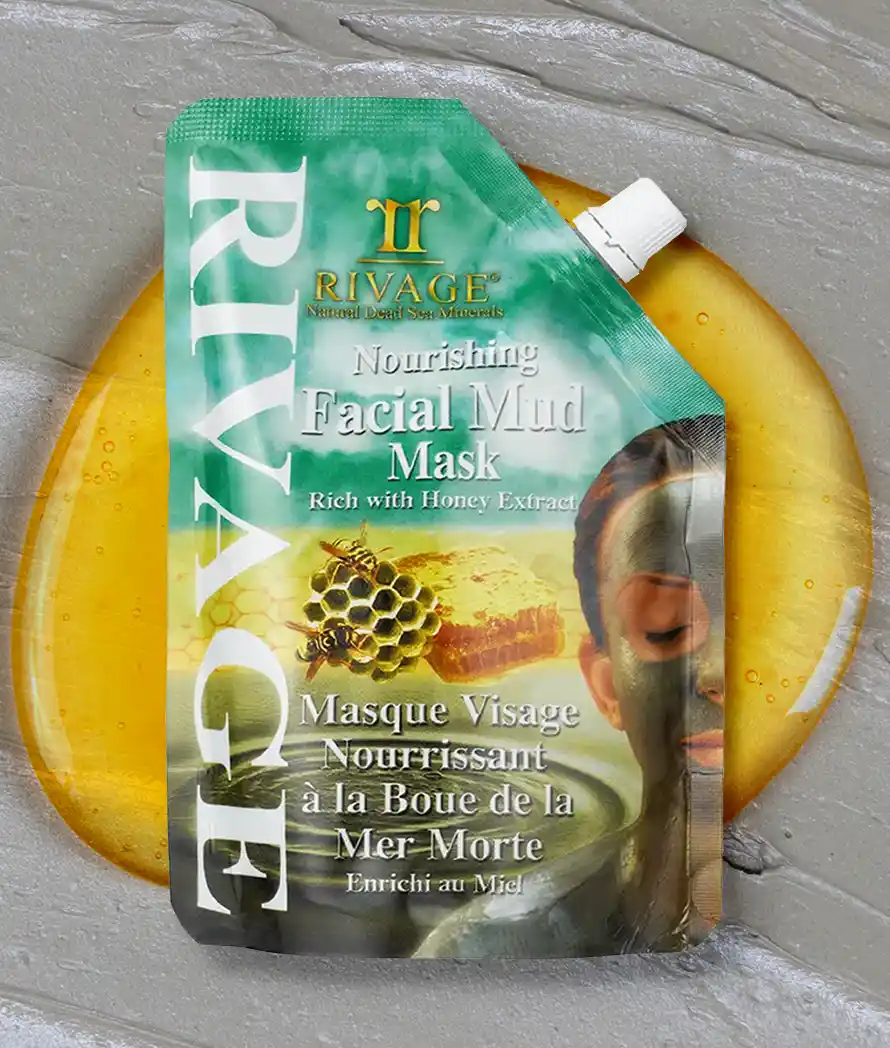 RIVAGE
RIVAGE®
Natural Dead Sea Minerals
Nourishing
Facial Mud
Mask
Rich with Honey Extract
Masque Visage
Nourrissant
à la Boue de la
Mer Morte
Enrichi au Miel